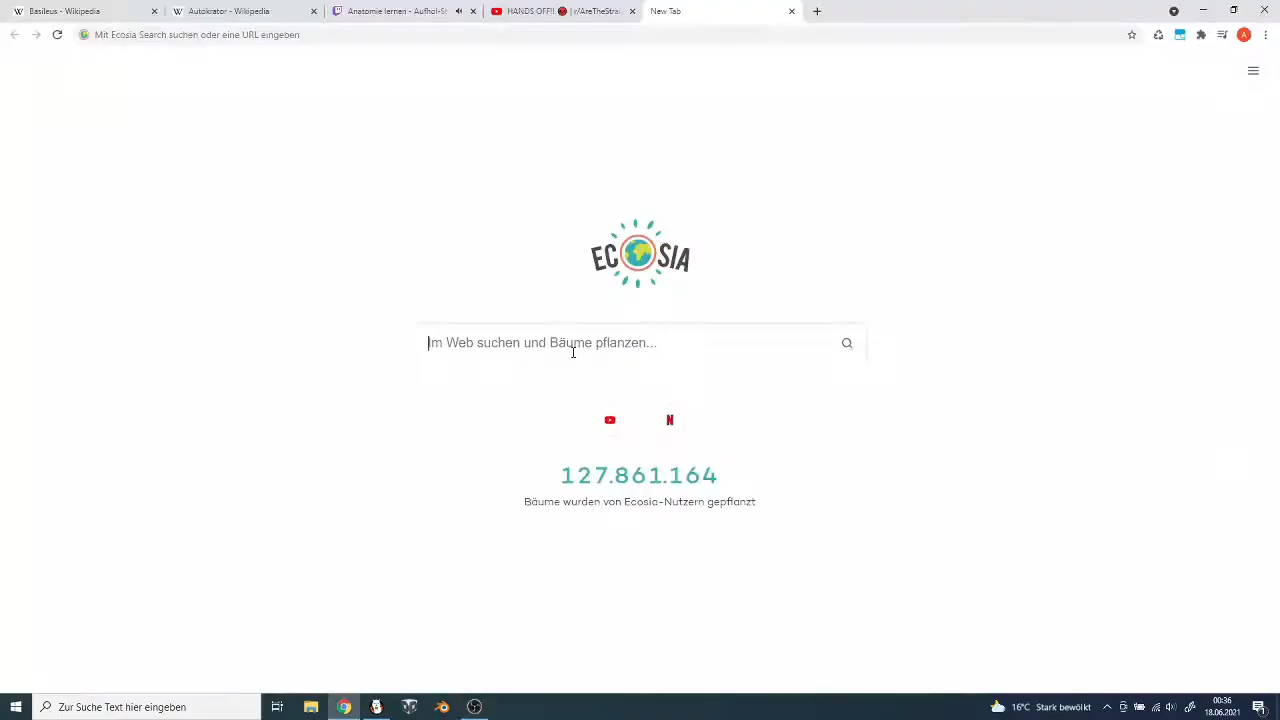 Basileus - Wikipedia
Autokrator - Wikipedia
Anatomie lernen - Aufhol-St
HANDS OFF!! 🔴 | r/AreTheStrai
New Tab
Mit Ecosia Search suchen oder eine URL eingeben
A
ECOSIA
Im Web suchen und Bäume pflanzen...
N
127.861.164
Bäume wurden von Ecosia-Nutzern gepflanzt
Zur Suche Text hier eingeben
16°C Stark bewölkt
00:36
18.06.2021